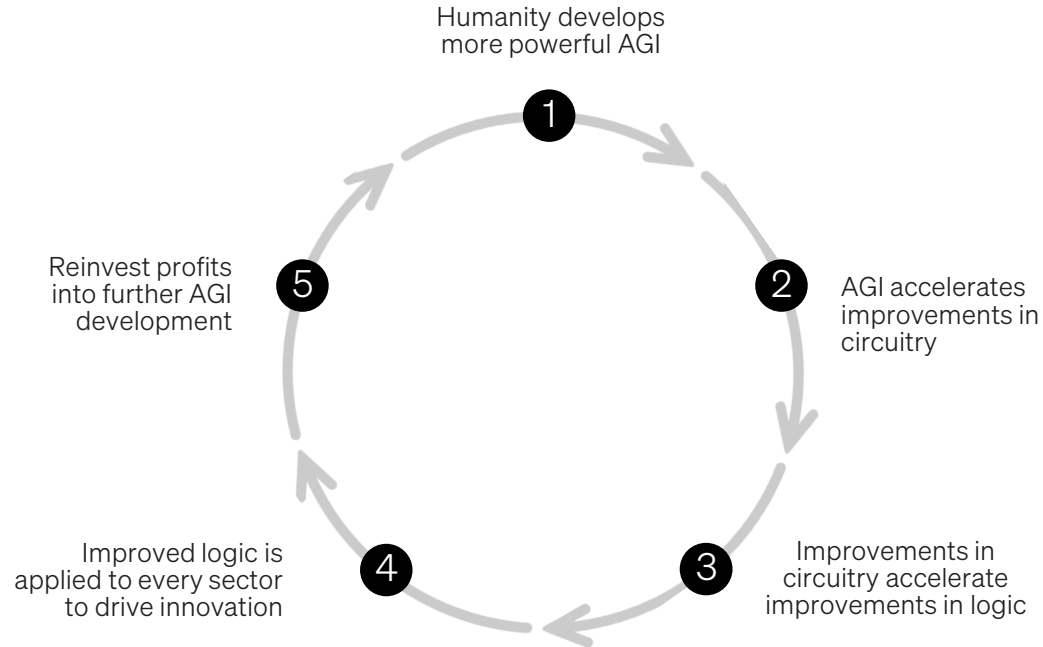 Humanity develops
more powerful AGI
1
2
AGI accelerates
improvements in
circuitry
3
Improvements in
circuitry accelerate
improvements in logic
4
Improved logic is
applied to every sector
to drive innovation
5
Reinvest profits
into further AGI
development